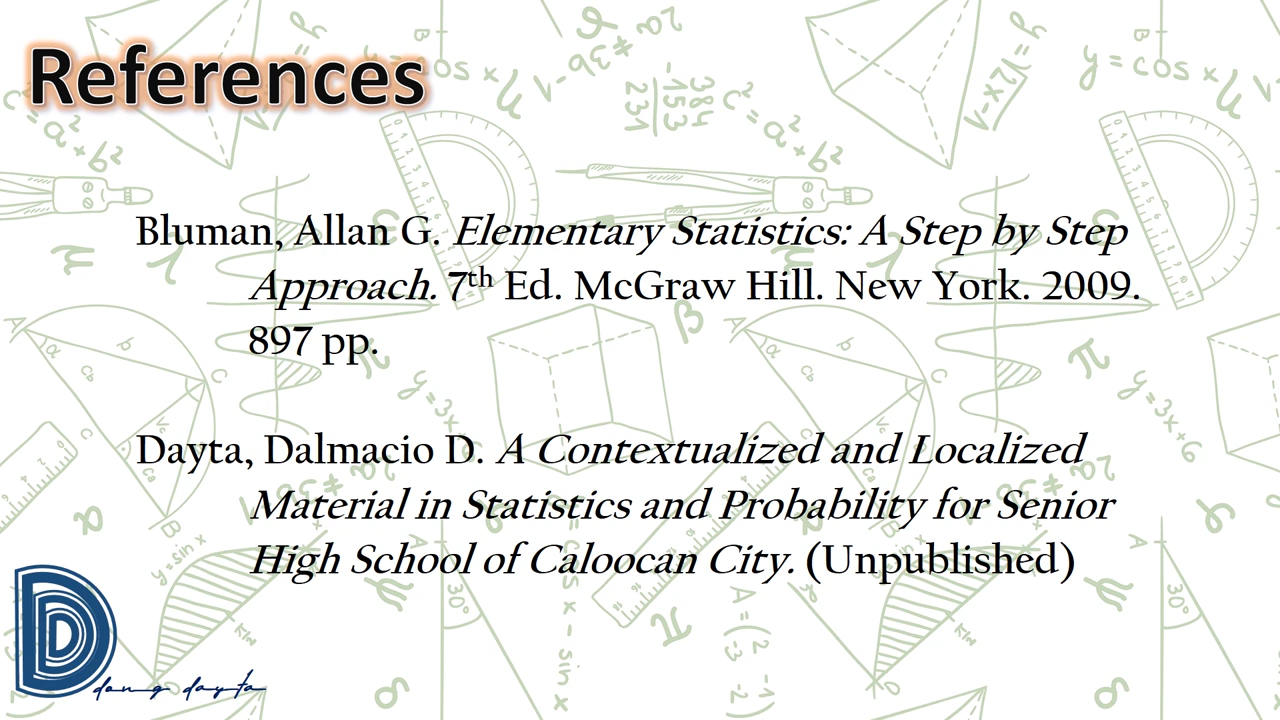 References
Bluman, Allan G. Elementary Statistics: A Step by Step
Approach. 7th Ed. McGraw Hill. New York. 2009.
897 pp.
Dayta, Dalmacio D. A Contextualized and Localized
Material in Statistics and Probability for Senior
High School of Caloocan City. (Unpublished)
dong dayta